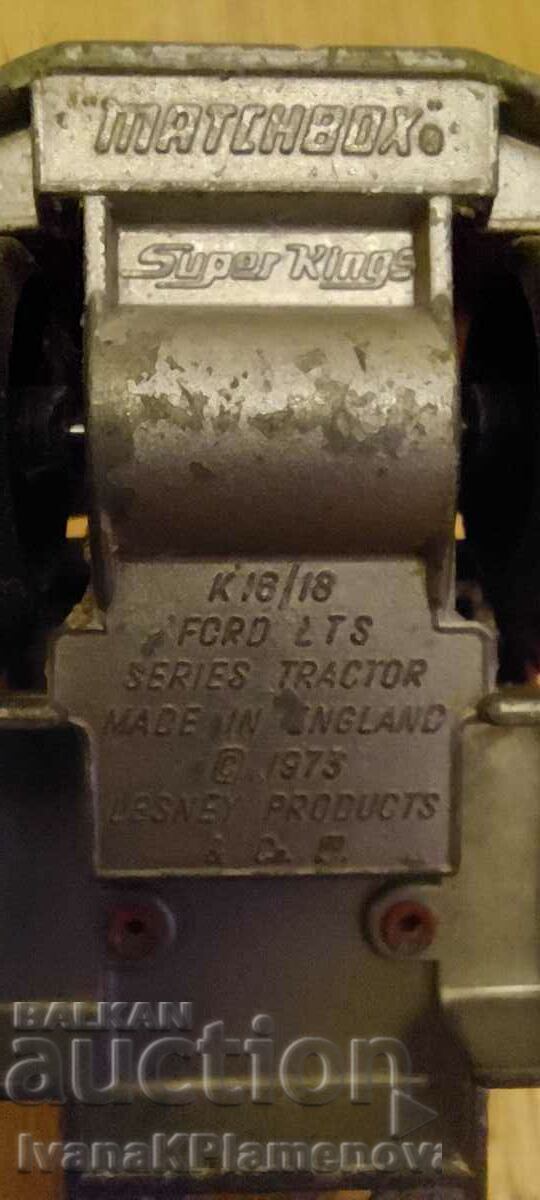 "MATCHBOX"
Super Kings
K16/18
FORD LTS
SERIES TRACTOR
MADE IN ENGLAND
© 1973
LESNEY PRODUCTS
& Co.
BALKAN
auction
IvanaKPlamenova